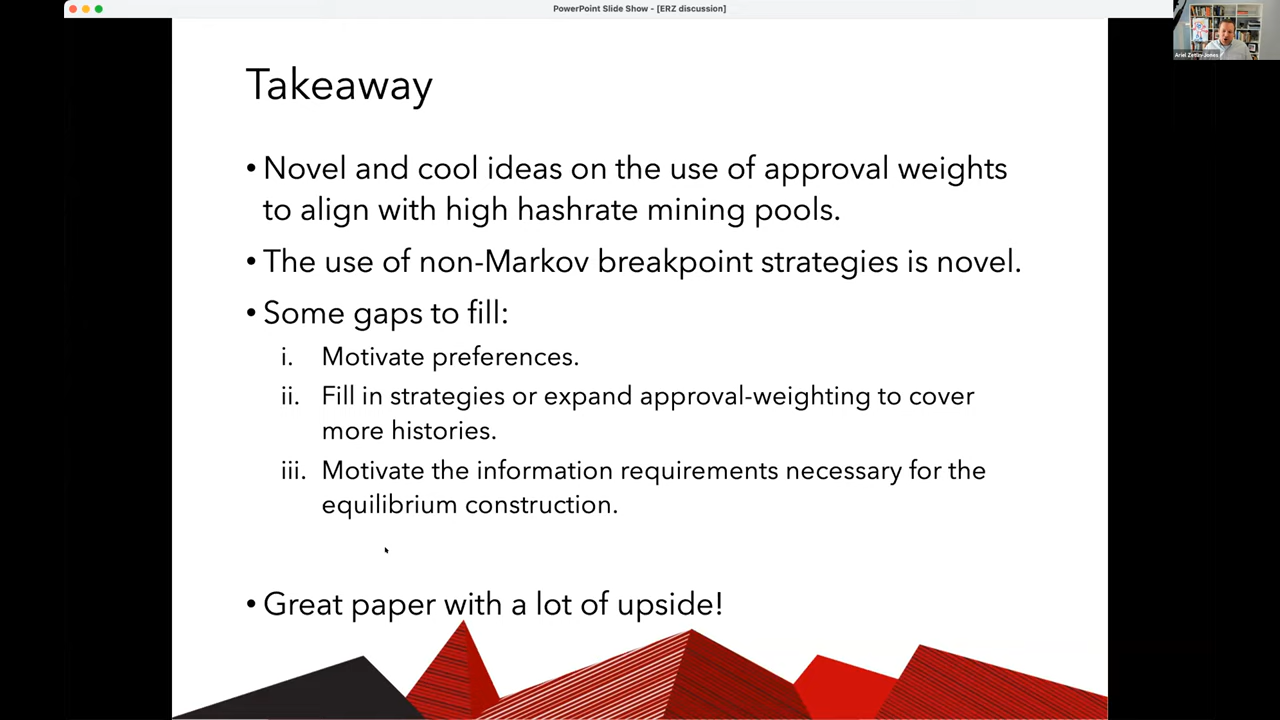 PowerPoint Slide Show - [ERZ discussion]
Ariel Zetlin-Jones
Takeaway
• Novel and cool ideas on the use of approval weights
to align with high hashrate mining pools.
• The use of non-Markov breakpoint strategies is novel.
• Some gaps to fill:
i. Motivate preferences.
ii. Fill in strategies or expand approval-weighting to cover
more histories.
iii. Motivate the information requirements necessary for the
equilibrium construction.
• Great paper with a lot of upside!